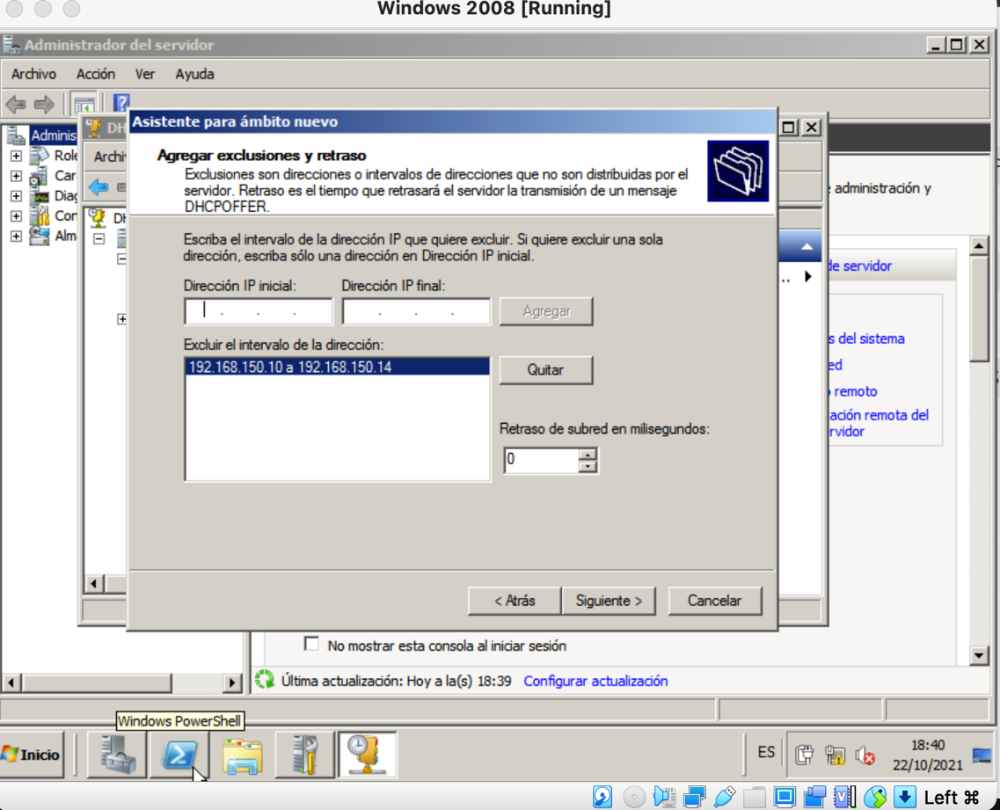 Windows 2008 [Running]
Administrador del servidor
Archivo Acción Ver Ayuda
Adminis
DH
Asistente para ámbito nuevo
Role
Archi
Agregar exclusiones y retraso
Exclusiones son direcciones o intervalos de direcciones que no son distribuidas por el
servidor. Retraso es el tiempo que retrasará el servidor la transmisión de un mensaje
DHCPOFFER.
Car
Diag
Con
Alm
DH
administración y
Escriba el intervalo de la dirección IP que quiere excluir. Si quiere excluir una sola
dirección, escriba sólo una dirección en Dirección IP inicial.
de servidor
Dirección IP inicial: Dirección IP final:
. . . . . . Agregar
..
Excluir el intervalo de la dirección:
192.168.150.10 a 192.168.150.14
Quitar
s del sistema
ed
remoto
ación remota del
rvidor
Retraso de subred en milisegundos:
0
< Atrás Siguiente > Cancelar
No mostrar esta consola al iniciar sesión
Última actualización: Hoy a la(s) 18:39 Configurar actualización
Windows PowerShell
Inicio
ES
18:40
22/10/2021
Left ⌘